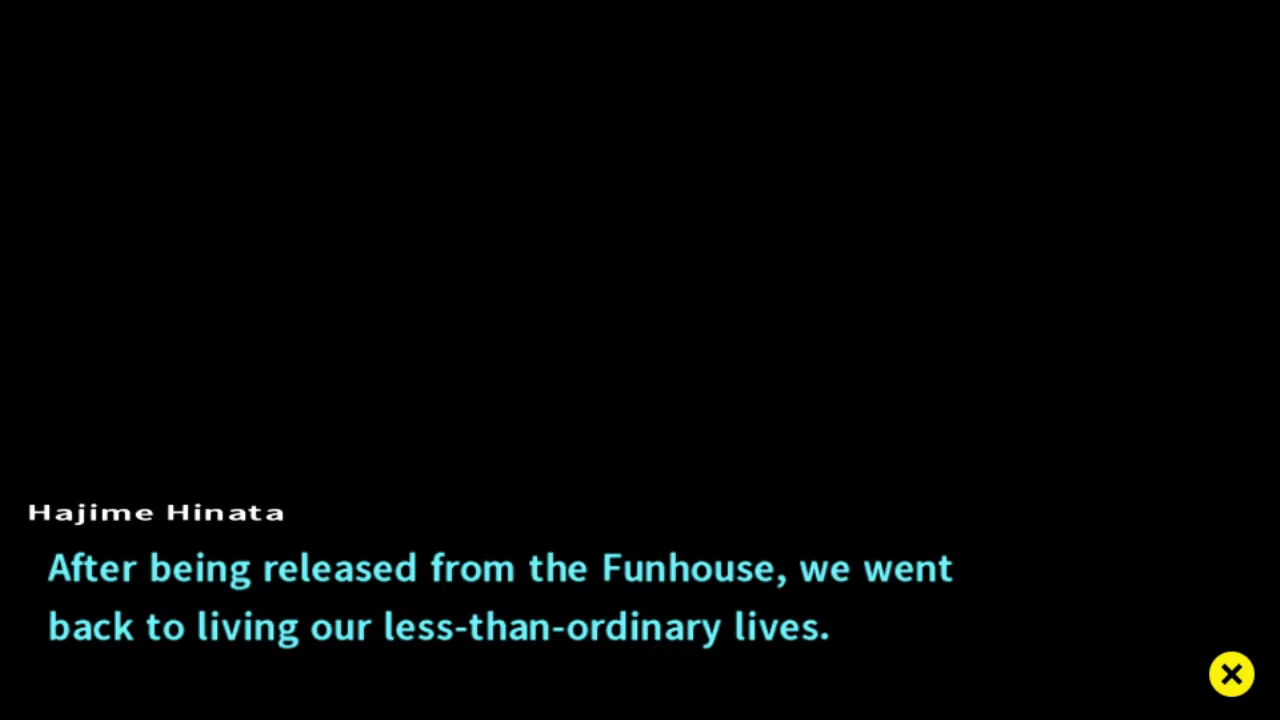 Hajime Hinata
After being released from the Funhouse, we went
back to living our less-than-ordinary lives.